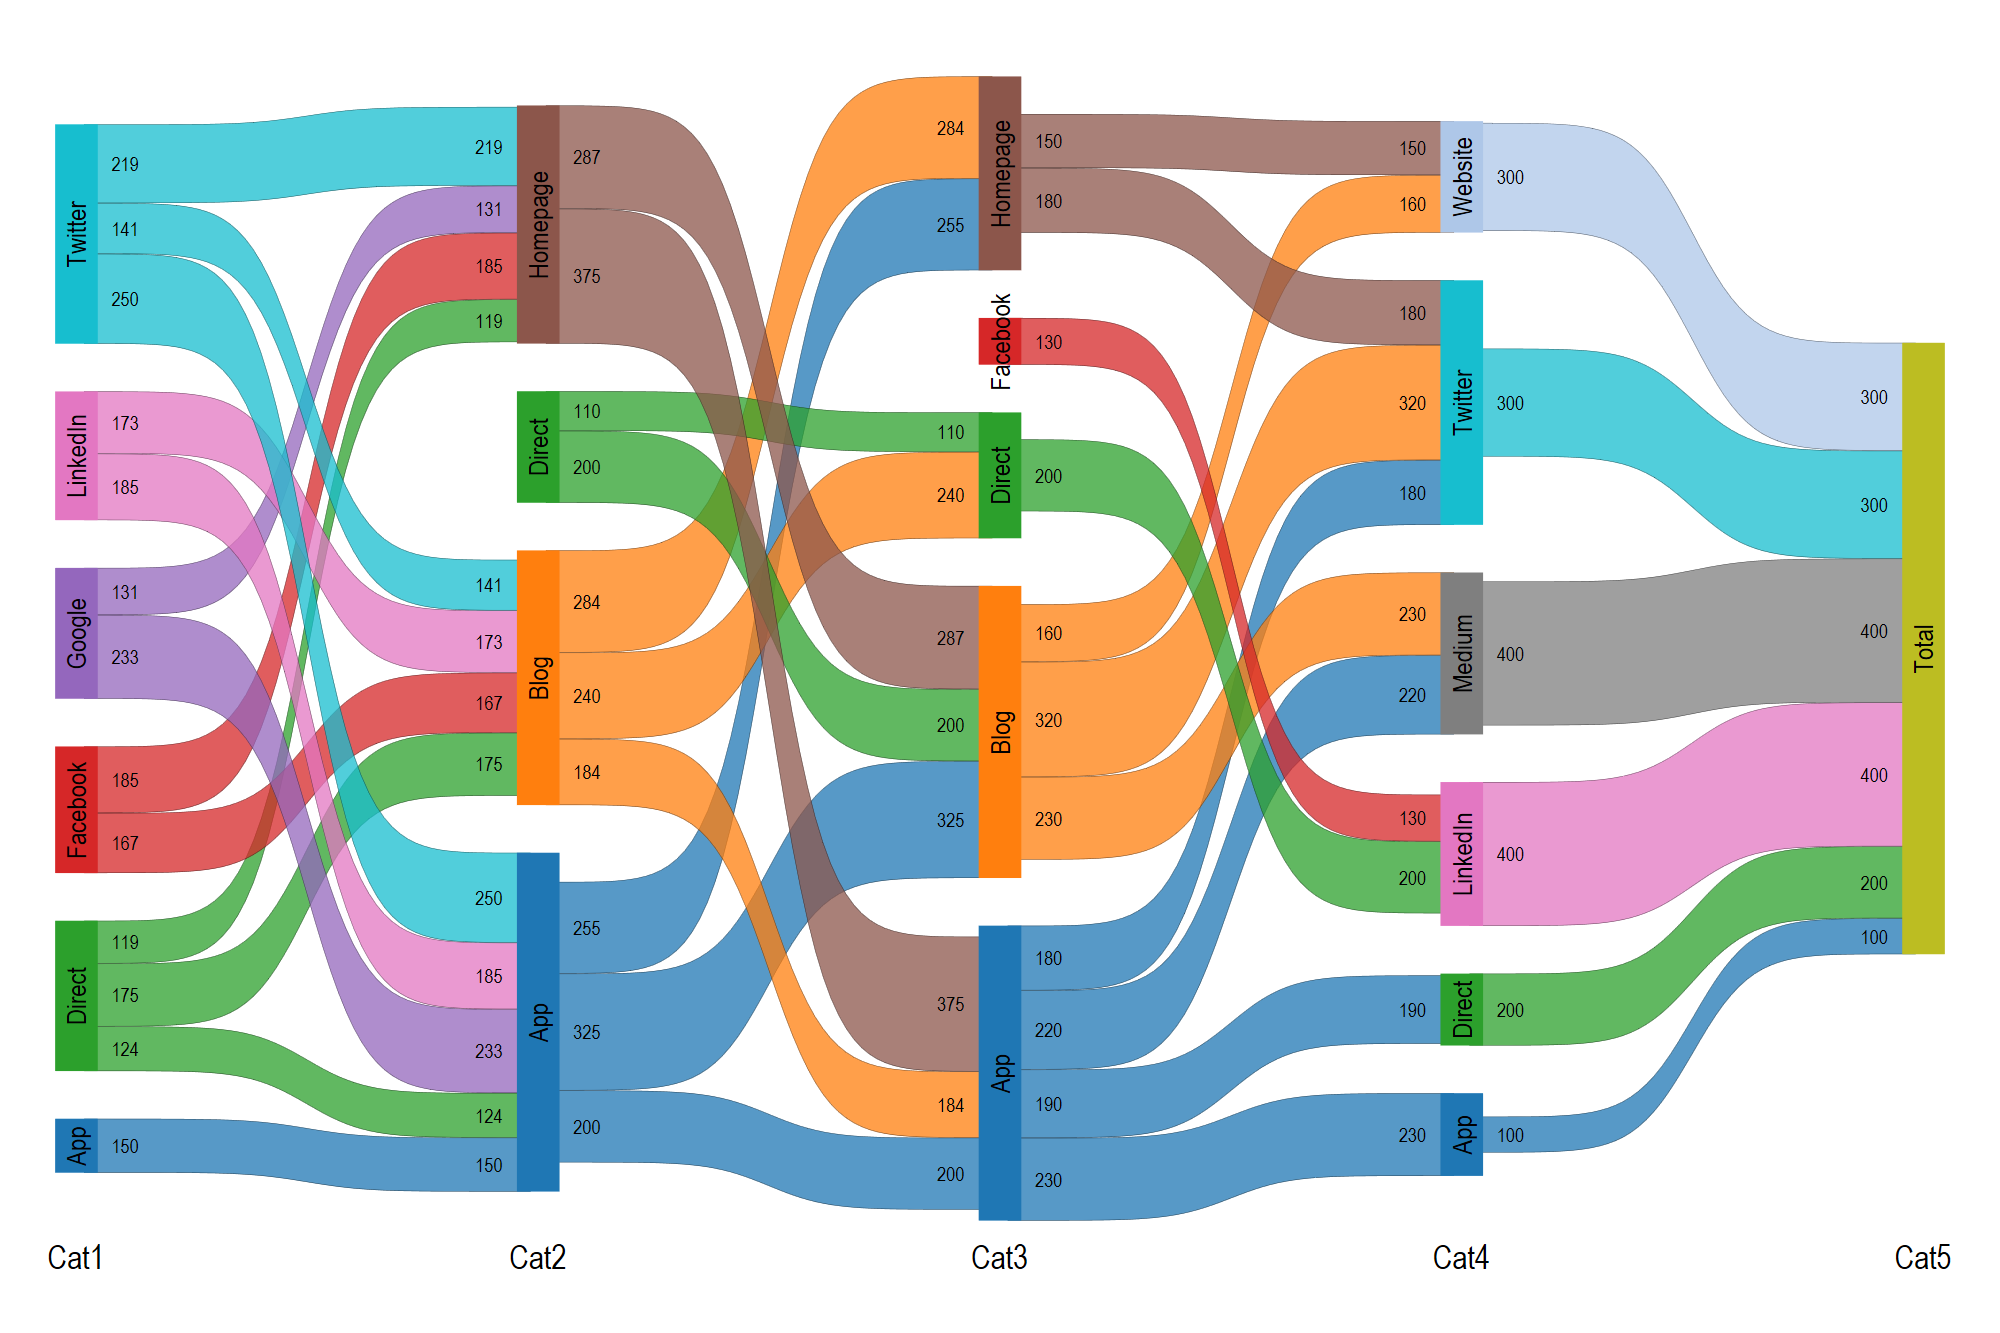 Twitter
219
141
250
LinkedIn
173
185
Google
131
233
Facebook
185
167
Direct
119
175
124
App
150
219
131
185
119
Homepage
287
375
Direct
110
200
141
173
167
175
Blog
284
240
184
250
185
233
124
150
App
255
325
200
284
255
Homepage
150
180
Facebook
130
110
240
Direct
200
287
200
325
Blog
160
320
230
375
184
200
App
180
220
190
230
150
160
Website
300
180
320
180
Twitter
300
230
220
Medium
400
130
200
LinkedIn
400
190
Direct
200
230
App
100
300
300
400
400
200
100
Total
Cat1
Cat2
Cat3
Cat4
Cat5